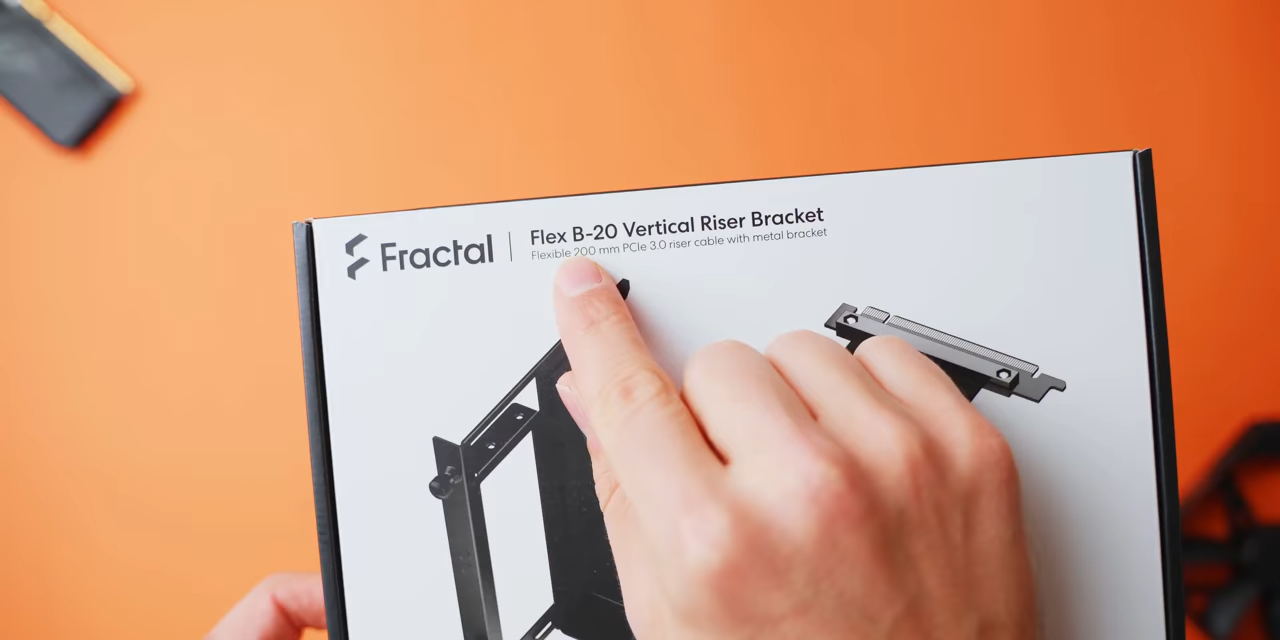 Fractal
Flex B-20 Vertical Riser Bracket
Flexible 200 mm PCIe 3.0 riser cable with metal bracket